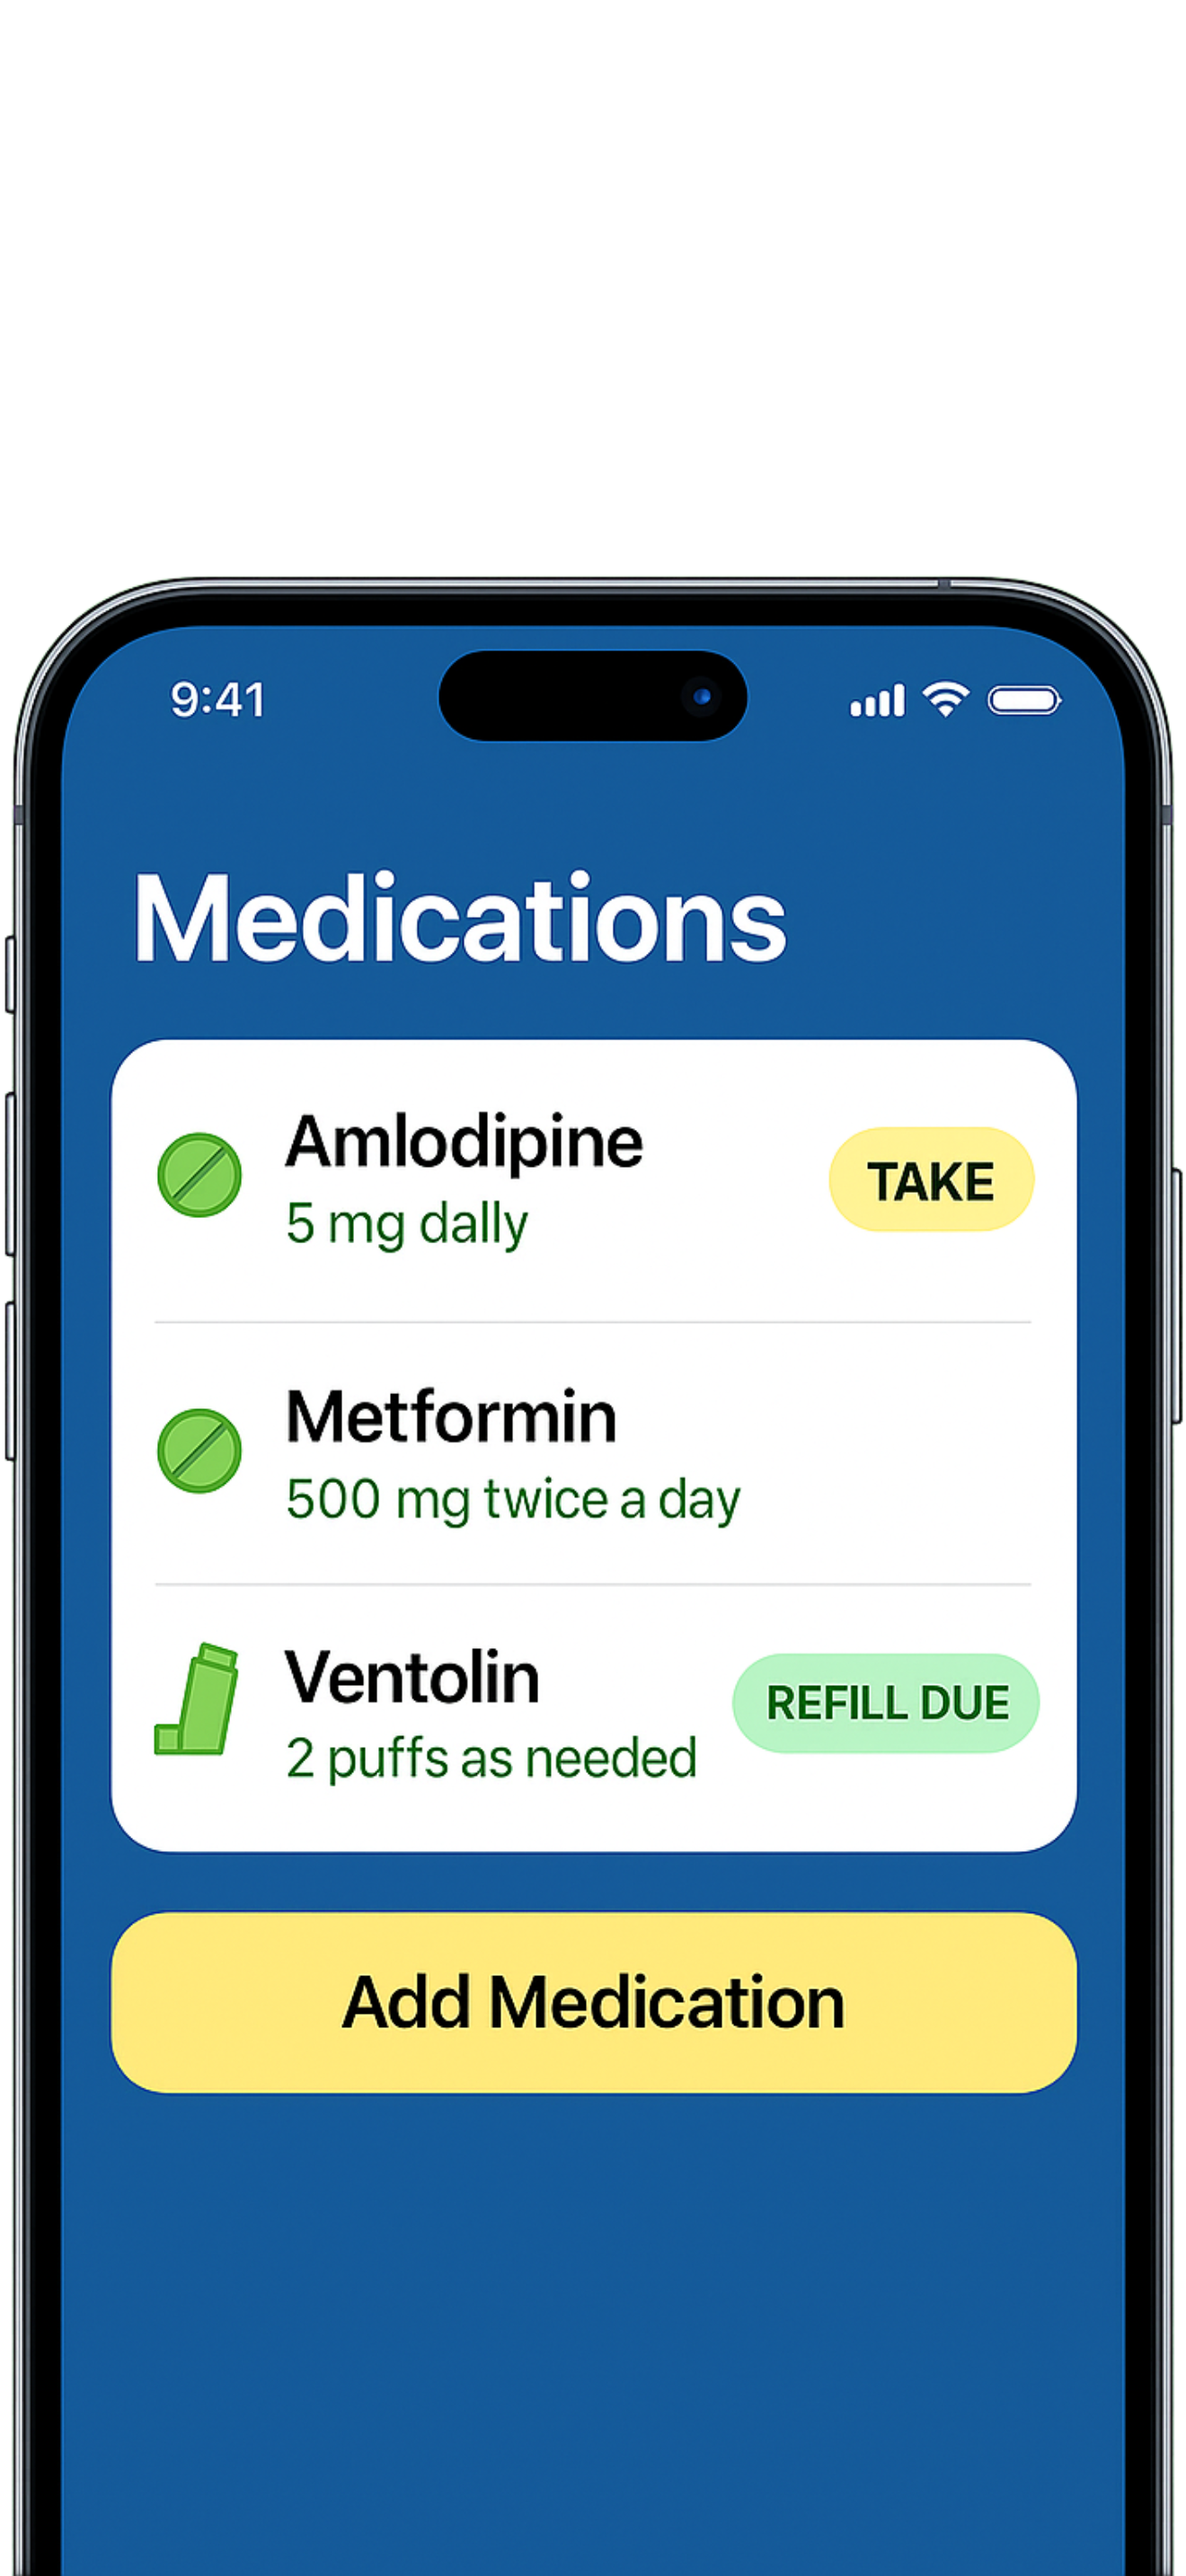 9:41
Medications
Amlodipine
TAKE
5 mg dally
Metformin
500 mg twice a day
Ventolin
REFILL DUE
2 puffs as needed
Add Medication